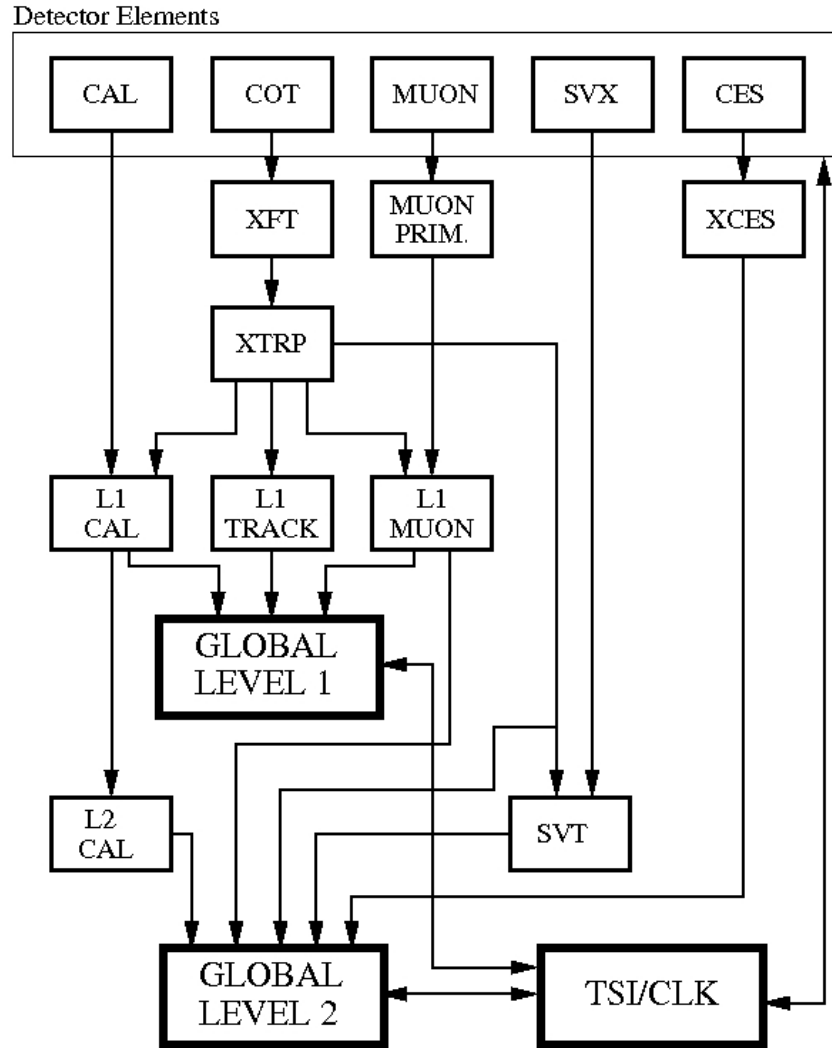 Detector Elements
CAL
COT
MUON
SVX
CES
XFT
MUON
PRIM.
XCES
XTRP
L1
CAL
L1
TRACK
L1
MUON
GLOBAL
LEVEL 1
L2
CAL
SVT
GLOBAL
LEVEL 2
TSI/CLK